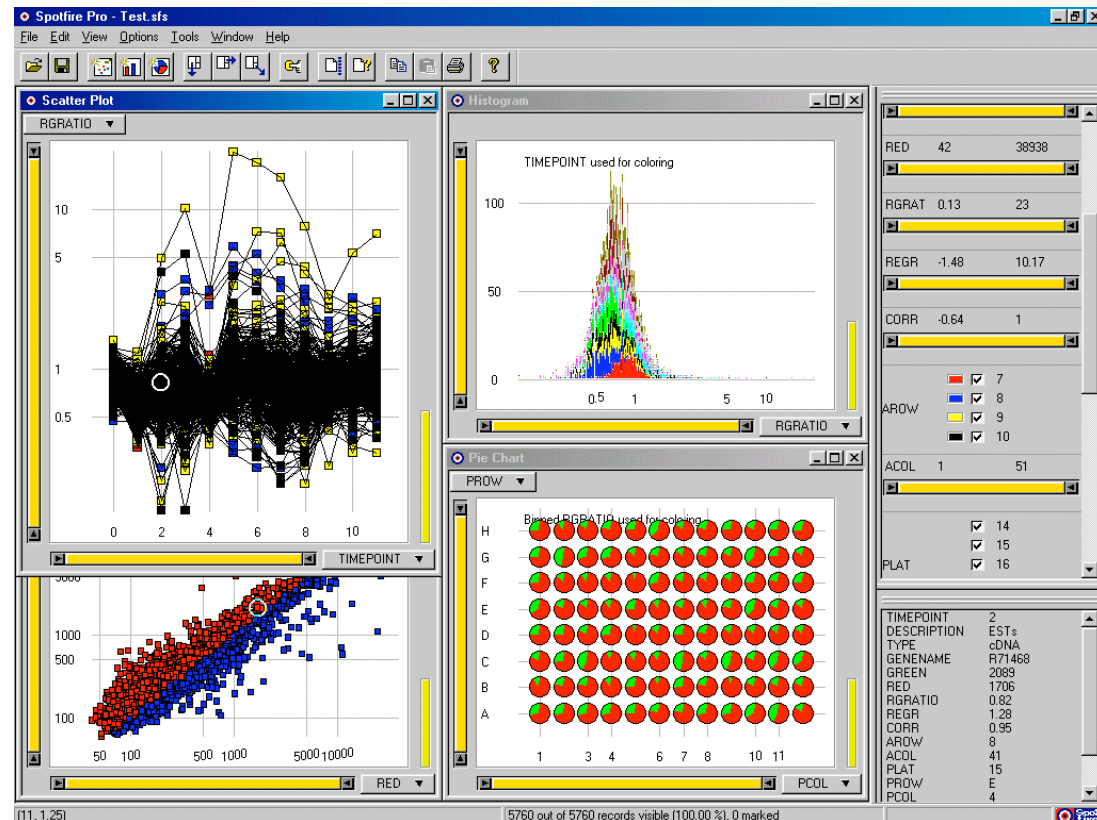 Spotfire Pro - Test.sfs
File Edit View Options Tools Window Help
Scatter Plot
RGRATIO
10
5
1
0.5
0 2 4 6 8 10
TIMEPOINT
5000
1000
500
100
50 100 500 1000 5000 10000
RED
Histogram
TIMEPOINT used for coloring
100
50
0
0.5 1 5 10
RGRATIO
Pie Chart
PROW
Binned RGRATIO used for coloring
H
G
F
E
D
C
B
A
1 3 4 6 7 8 10 11
PCOL
RED 42 38938
RGRAT 0.13 23
REGR -1.48 10.17
CORR -0.64 1
7
8
AROW
9
10
ACOL 1 51
14
15
PLAT 16
TIMEPOINT 2
DESCRIPTION ESTs
TYPE cDNA
GENENAME R71468
GREEN 2089
RED 1706
RGRATIO 0.82
REGR 1.28
CORR 0.95
AROW 8
ACOL 41
PLAT 15
PROW E
PCOL 4
(11, 1.25)
5760 out of 5760 records visible (100.00 %), 0 marked